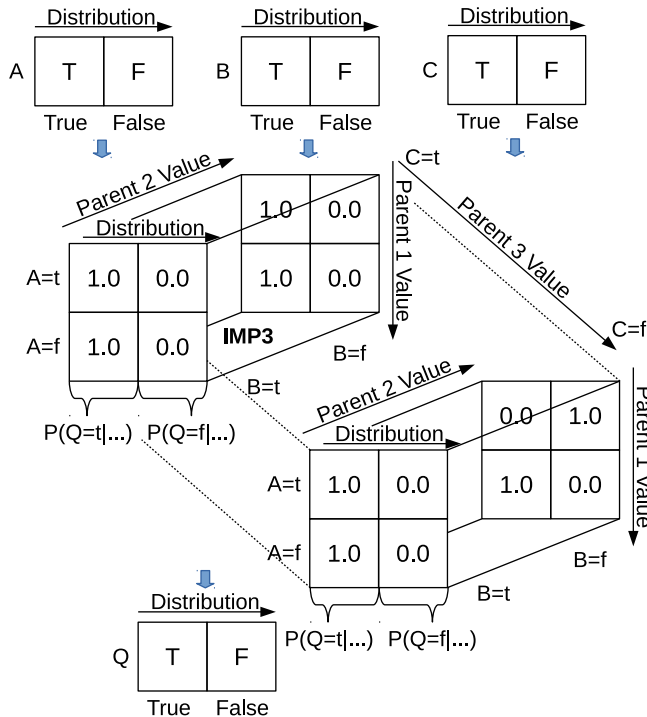 Distribution Distribution Distribution
A T F B T F C T F
True False True False True False
C=t
Parent 2 Value
Parent 1 Value
Parent 3 Value
1.0 0.0
Distribution
A=t 1.0 0.0 1.0 0.0
C=f
A=f 1.0 0.0 IMP3
B=f
B=t
Parent 2 Value
Parent 1 Value
P(Q=t|...) P(Q=f|...)
0.0 1.0
Distribution
A=t 1.0 0.0 1.0 0.0
A=f 1.0 0.0
B=f
B=t
Distribution
P(Q=t|...) P(Q=f|...)
Q T F
True False